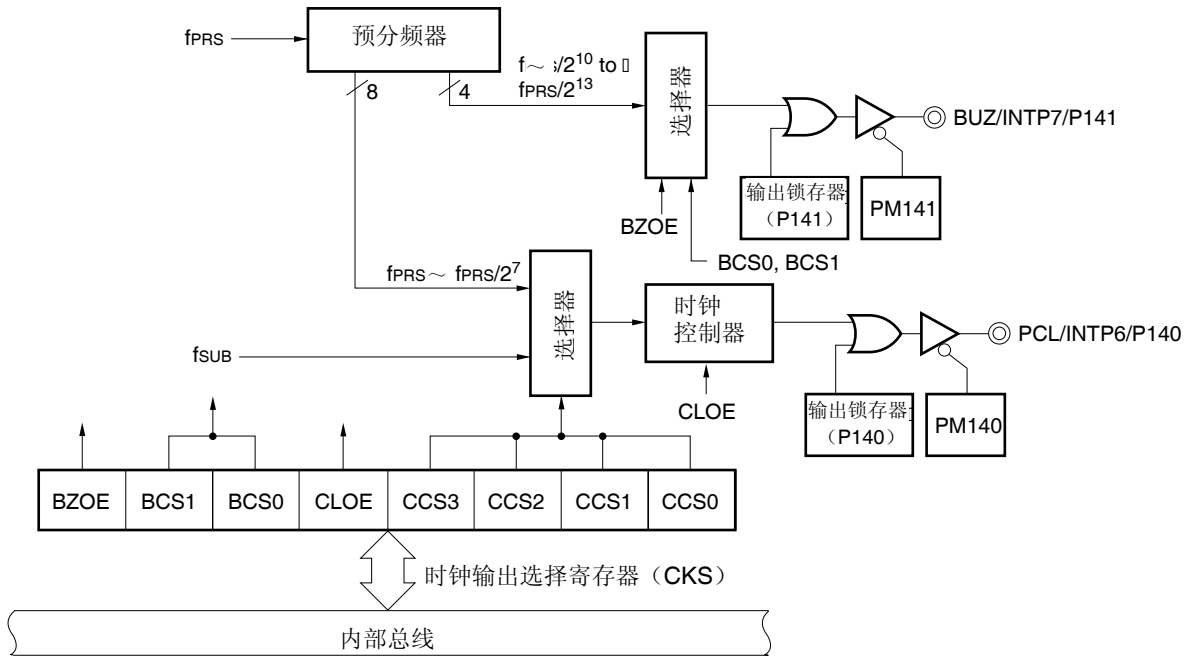 fPRS
预分频器
8
4
f～ s/2¹⁰ to
fPRS/2¹³
选择器
BUZ/INTP7/P141
输出锁存器
（P141）
PM141
BZOE
BCS0, BCS1
fPRS～ fPRS/2⁷
选择器
时钟
控制器
PCL/INTP6/P140
fSUB
CLOE
输出锁存器
（P140）
PM140
BZOE BCS1 BCS0 CLOE CCS3 CCS2 CCS1 CCS0
时钟输出选择寄存器（CKS）
内部总线